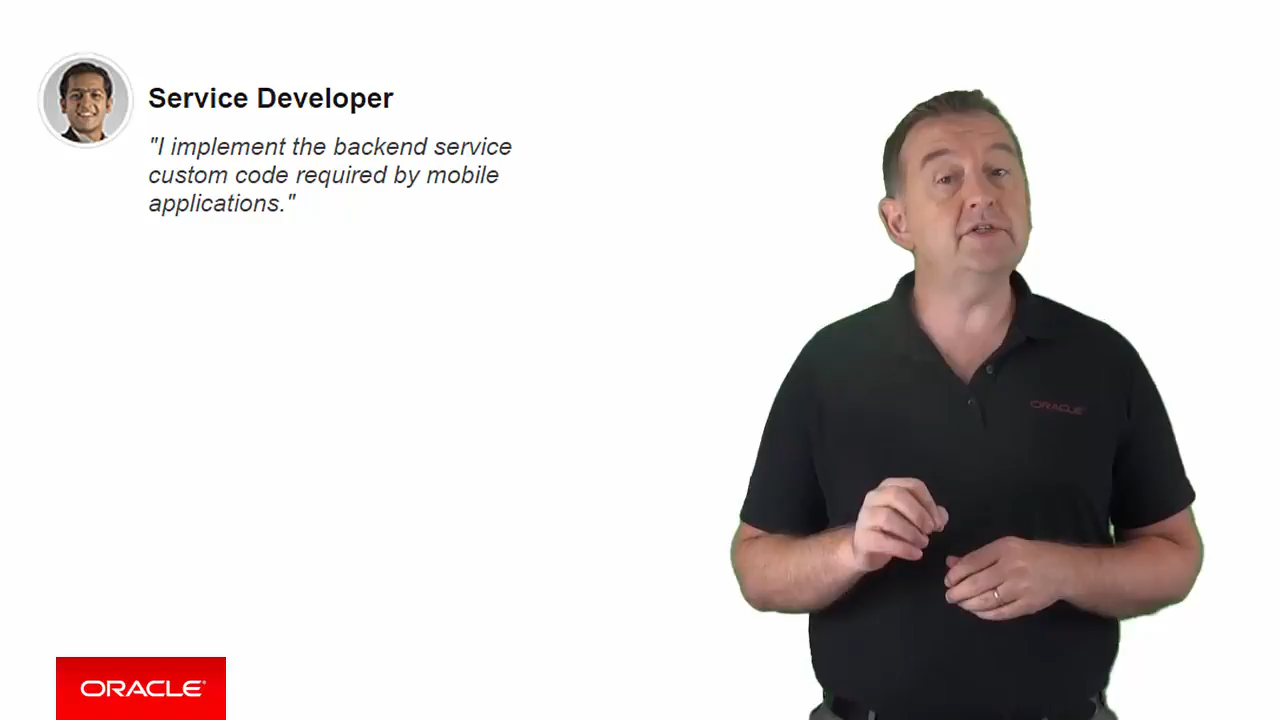 Service Developer
"I implement the backend service
custom code required by mobile
applications."
ORACLE
ORACLE